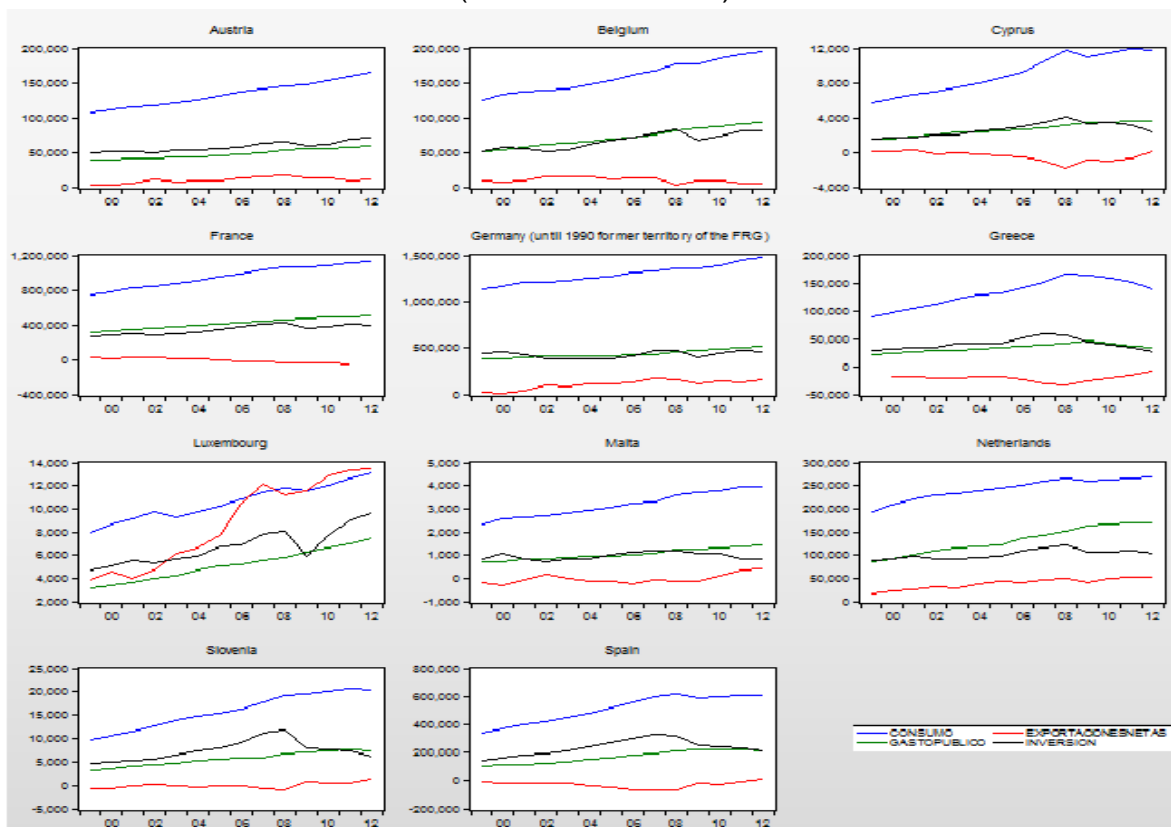 Austria
200,000
150,000
100,000
50,000
0
00 02 04 06 08 10 12
Belgium
200,000
150,000
100,000
50,000
0
00 02 04 06 08 10 12
Cyprus
12,000
8,000
4,000
0
-4,000
00 02 04 06 08 10 12
France
1,200,000
800,000
400,000
0
-400,000
00 02 04 06 08 10 12
Germany (until 1990 former territory of the FRG)
1,500,000
1,000,000
500,000
0
00 02 04 06 08 10 12
Greece
200,000
150,000
100,000
50,000
0
-50,000
00 02 04 06 08 10 12
Luxembourg
14,000
12,000
10,000
8,000
6,000
4,000
2,000
00 02 04 06 08 10 12
Malta
5,000
4,000
3,000
2,000
1,000
0
-1,000
00 02 04 06 08 10 12
Netherlands
300,000
250,000
200,000
150,000
100,000
50,000
0
00 02 04 06 08 10 12
Slovenia
25,000
20,000
15,000
10,000
5,000
0
-5,000
00 02 04 06 08 10 12
Spain
800,000
600,000
400,000
200,000
0
-200,000
00 02 04 06 08 10 12
CONSUMO EXPORTACIONESNETAS
GASTOPUBLICO INVERSION